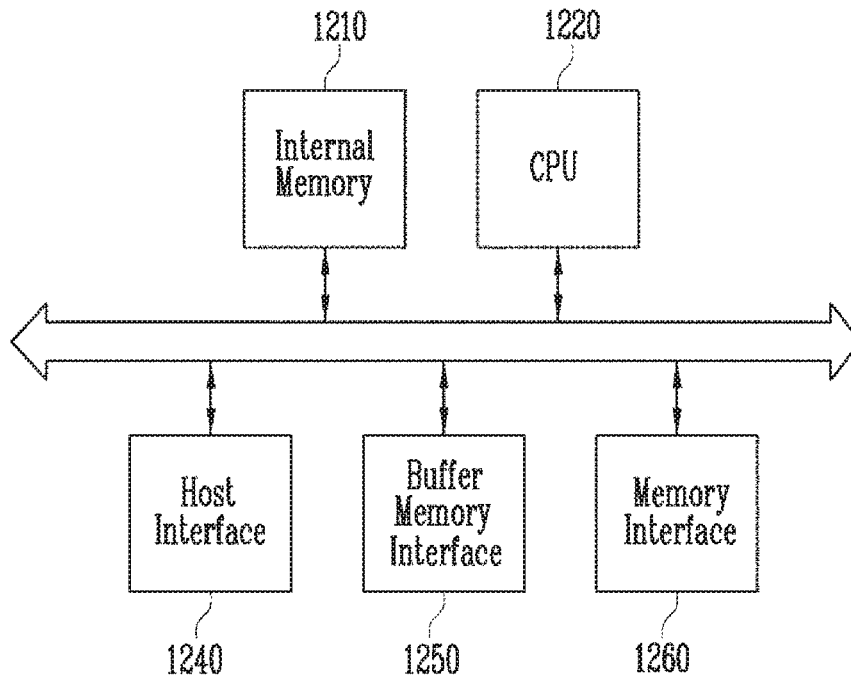 1210
1220
Internal
Memory
CPU
Host
Interface
Buffer
Memory
Interface
Memory
Interface
1240
1250
1260